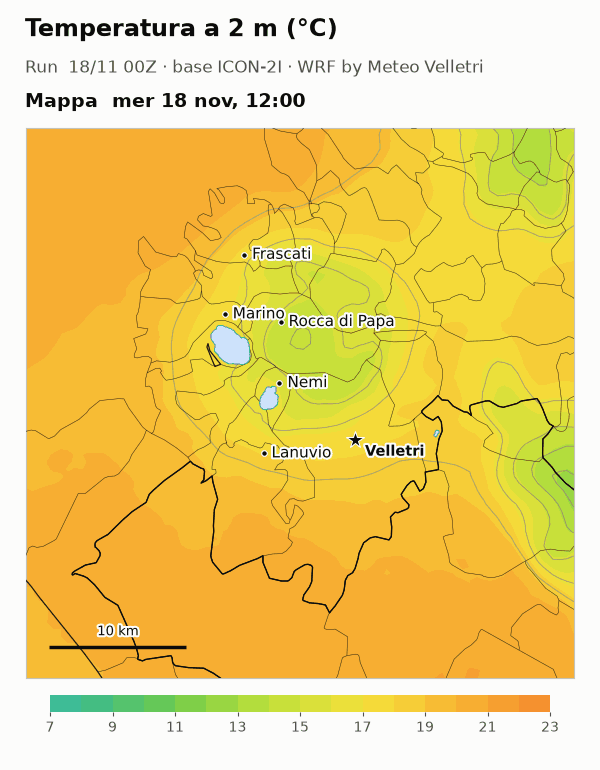 Temperatura a 2 m (°C)
Run  18/11 00Z · base ICON-2I · WRF by Meteo Velletri
Mappa  mer 18 nov, 12:00
Frascati
Marino
Rocca di Papa
Nemi
Velletri
Lanuvio
10 km
7 9 11 13 15 17 19 21 23